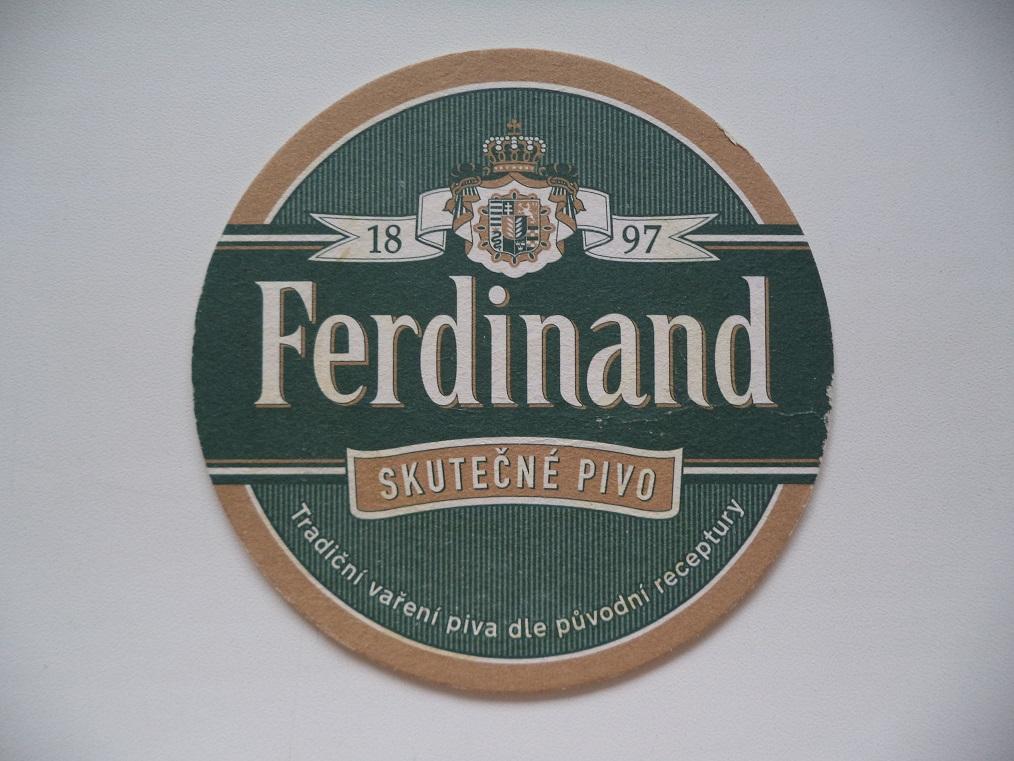 18 97
Ferdinand
SKUTEČNÉ PIVO
Tradiční vaření piva dle původní receptury